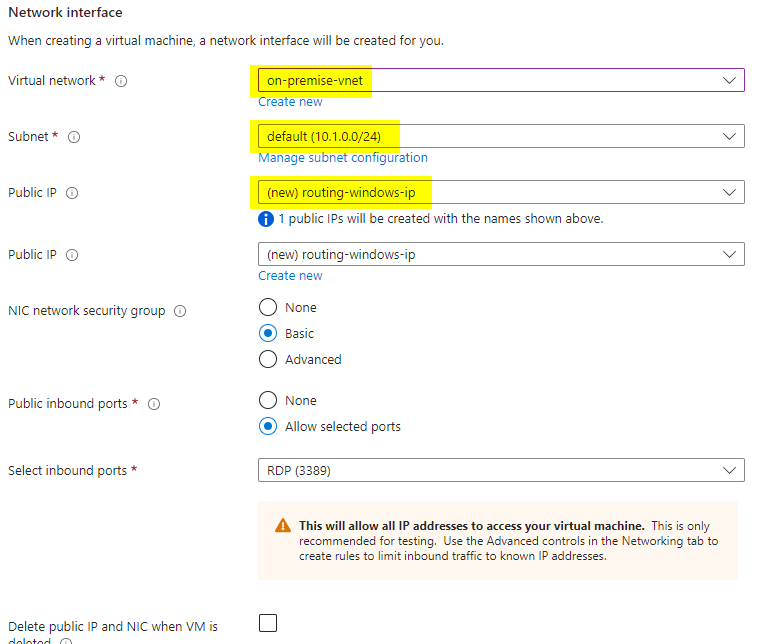 Network interface
When creating a virtual machine, a network interface will be created for you.
Virtual network *
on-premise-vnet
Create new
Subnet *
default (10.1.0.0/24)
Manage subnet configuration
Public IP
(new) routing-windows-ip
1 public IPs will be created with the names shown above.
Public IP
(new) routing-windows-ip
Create new
NIC network security group
None
Basic
Advanced
Public inbound ports *
None
Allow selected ports
Select inbound ports *
RDP (3389)
This will allow all IP addresses to access your virtual machine. This is only
recommended for testing. Use the Advanced controls in the Networking tab to
create rules to limit inbound traffic to known IP addresses.
Delete public IP and NIC when VM is
deleted